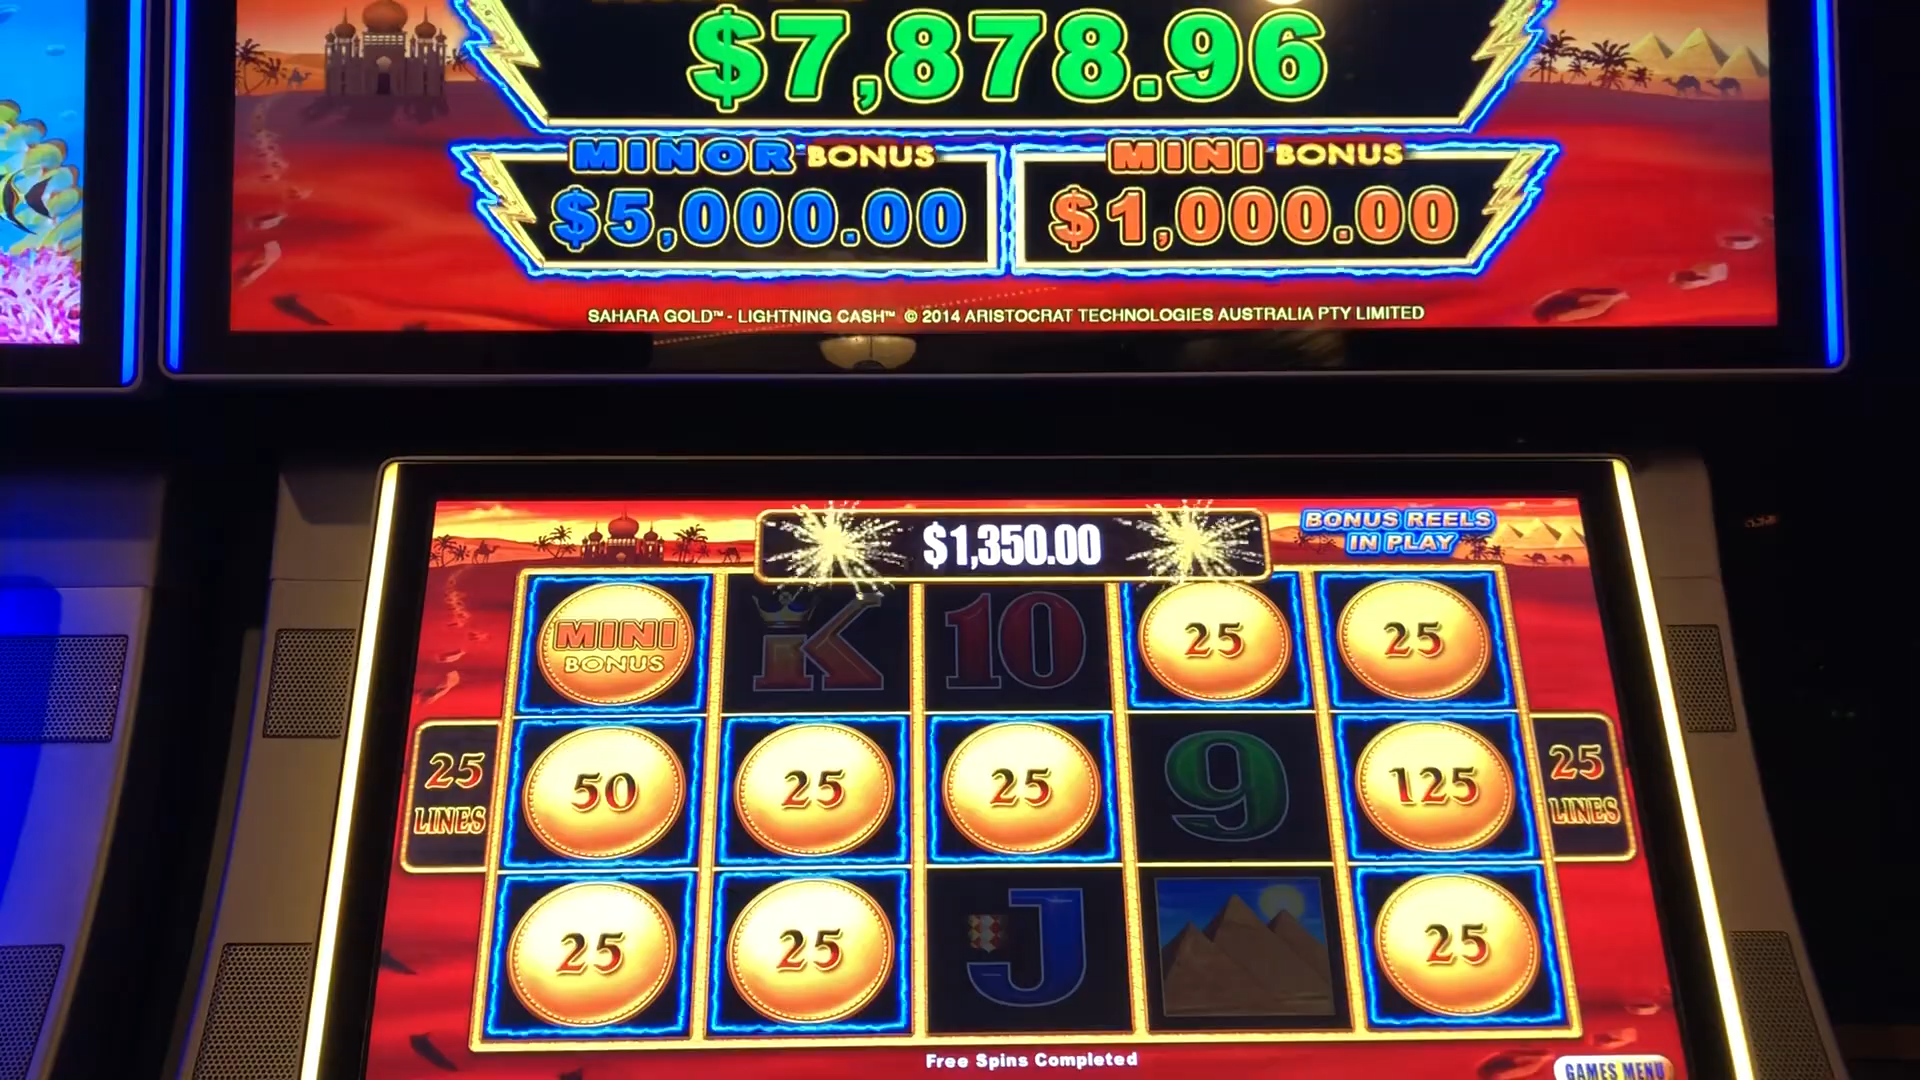 $7,878.96
MINOR BONUS
$5,000.00
MINI BONUS
$1,000.00
SAHARA GOLD™ - LIGHTNING CASH™ © 2014 ARISTOCRAT TECHNOLOGIES AUSTRALIA PTY LIMITED
$1,350.00
BONUS REELS
IN PLAY
MINI
BONUS
K
10
25
25
25
LINES
50
25
25
9
125
25
LINES
25
25
J
25
Free Spins Completed
GAMES MENU